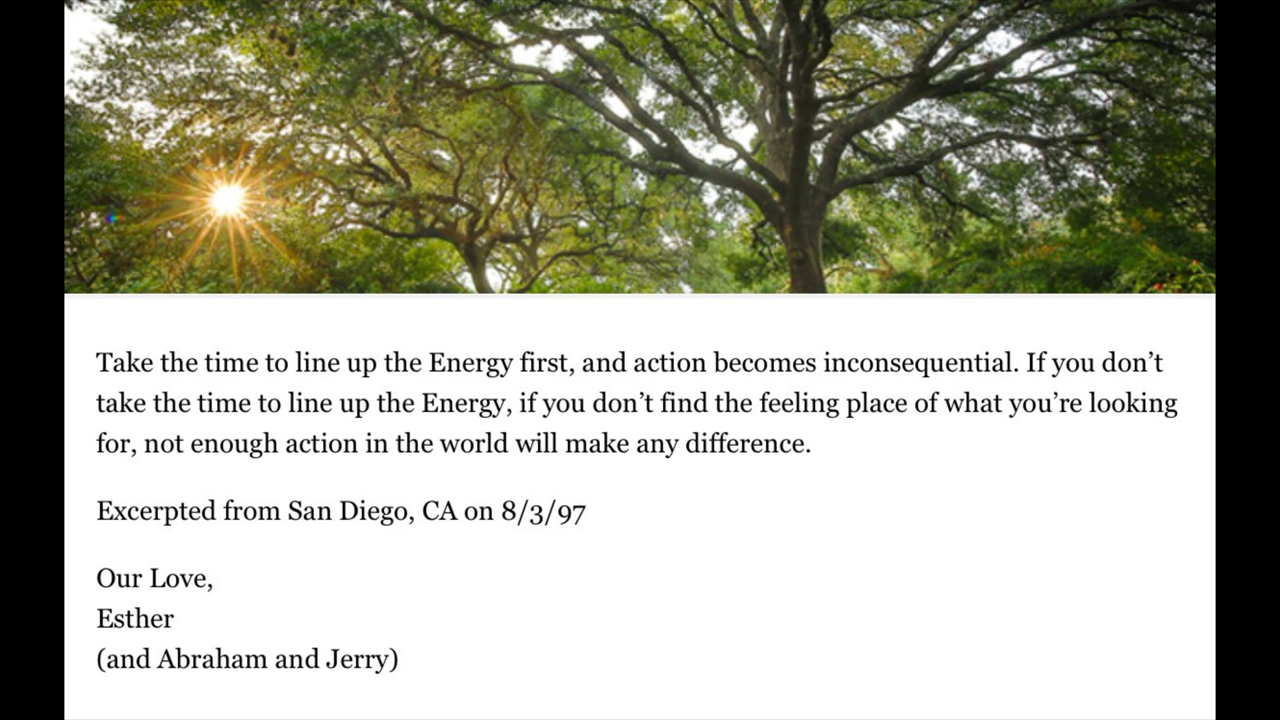 Take the time to line up the Energy first, and action becomes inconsequential. If you don’t
take the time to line up the Energy, if you don’t find the feeling place of what you’re looking
for, not enough action in the world will make any difference.
Excerpted from San Diego, CA on 8/3/97
Our Love,
Esther
(and Abraham and Jerry)